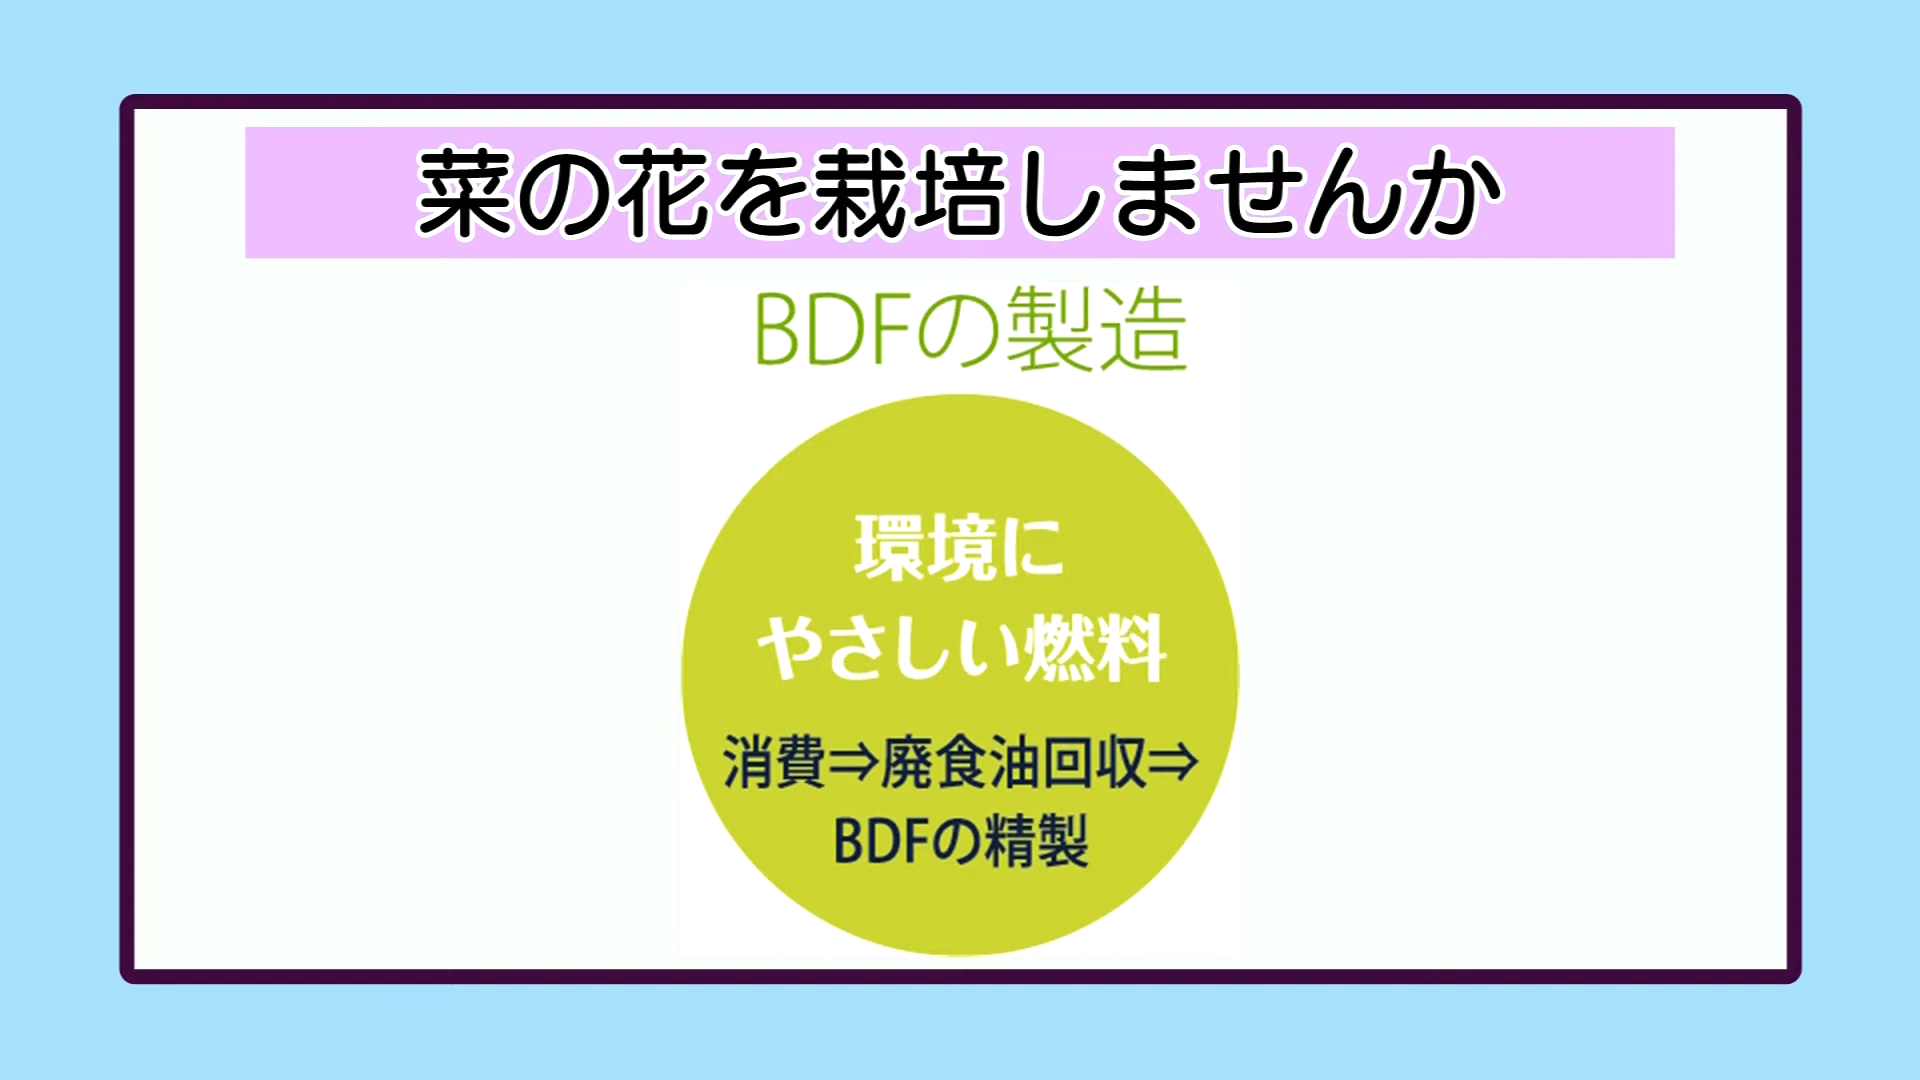 菜の花を栽培しませんか
BDFの製造
環境に
やさしい燃料
消費⇒廃食油回収⇒
BDFの精製